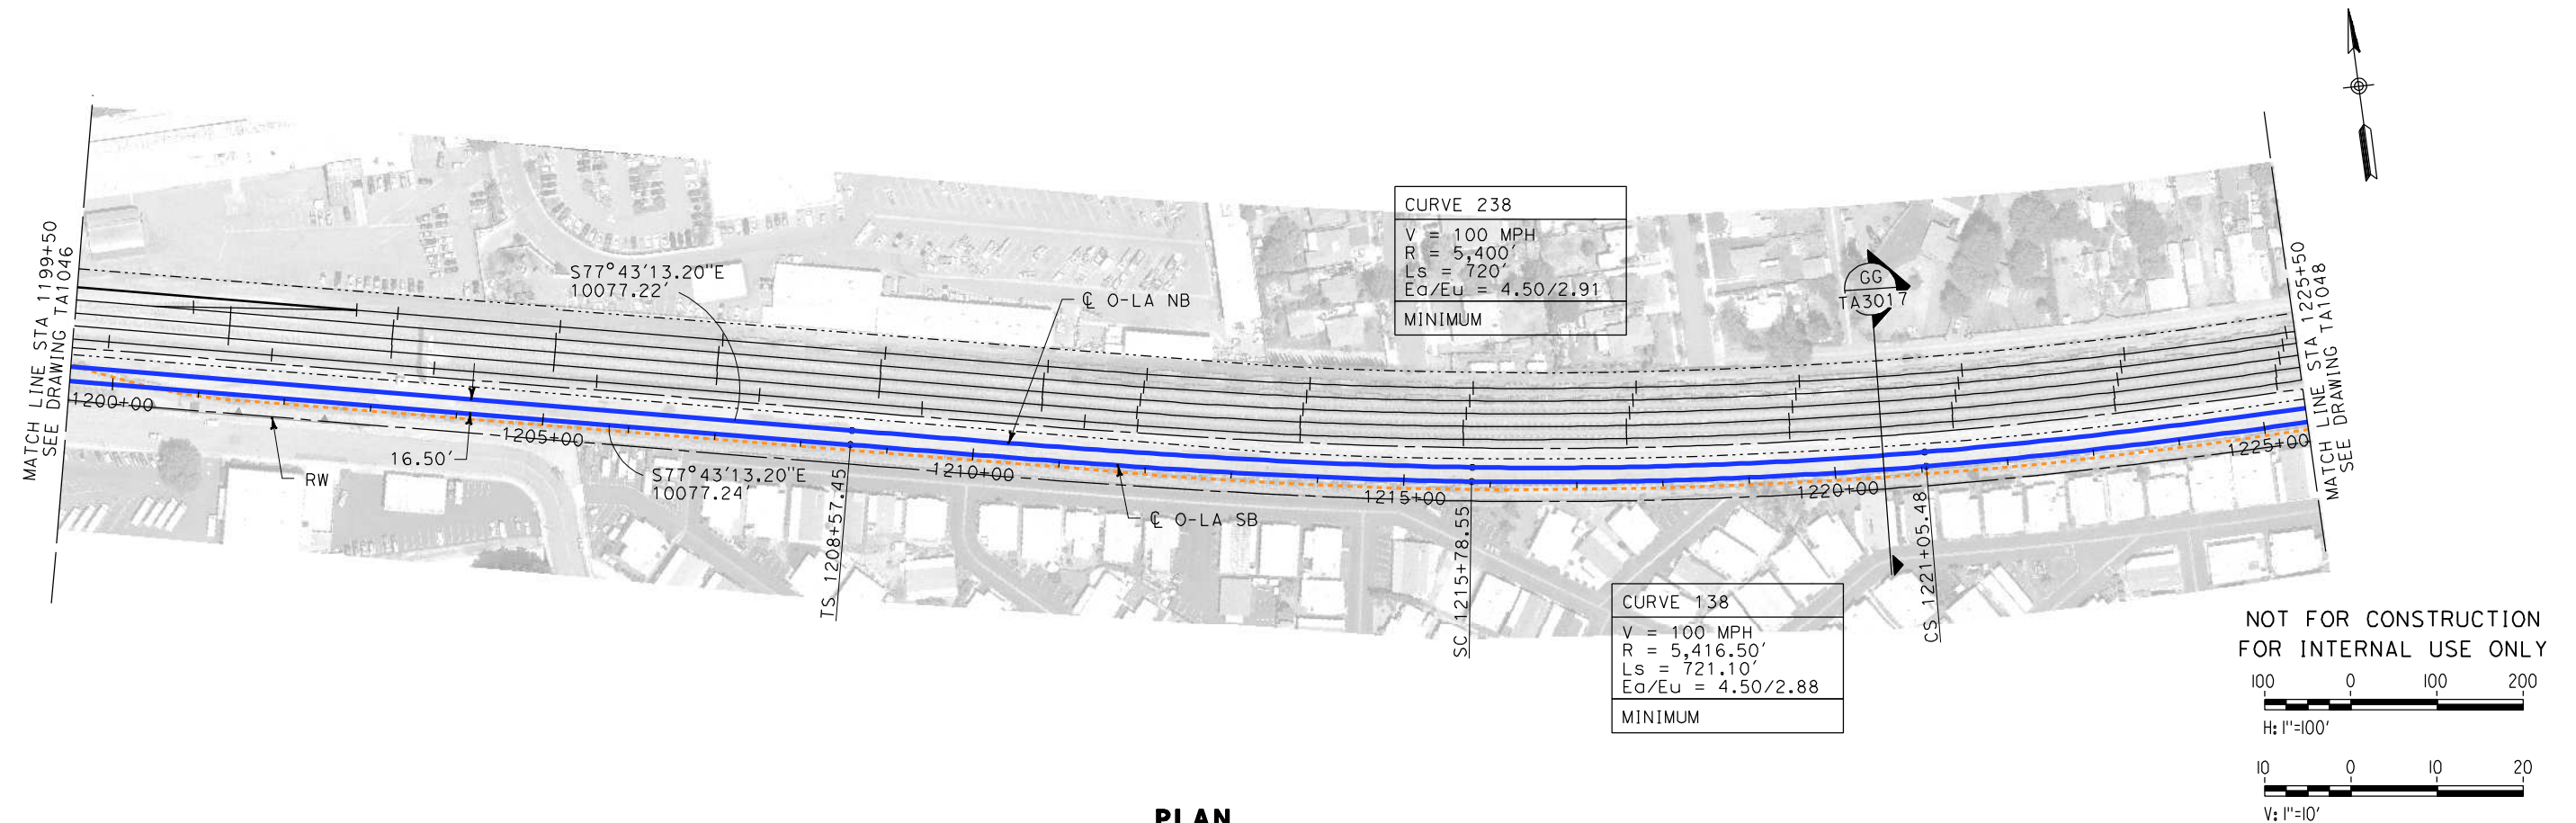 MATCH LINE STA 1199+50
SEE DRAWING TA1046
S77°43'13.20"E
10077.22'
℄ O-LA NB
CURVE 238
V = 100 MPH
R = 5,400'
Ls = 720'
Ea/Eu = 4.50/2.91
MINIMUM
GG
TA3017
MATCH LINE STA 1225+50
SEE DRAWING TA1048
1200+00
1205+00
1210+00
1215+00
1220+00
1225+00
16.50'
RW
S77°43'13.20"E
10077.24'
℄ O-LA SB
TS 1208+57.45
SC 1215+78.55
CS 1221+05.48
CURVE 138
V = 100 MPH
R = 5,416.50'
Ls = 721.10'
Ea/Eu = 4.50/2.88
MINIMUM
NOT FOR CONSTRUCTION
FOR INTERNAL USE ONLY
100 0 100 200
H: 1"=100'
10 0 10 20
V: 1"=10'
PLAN